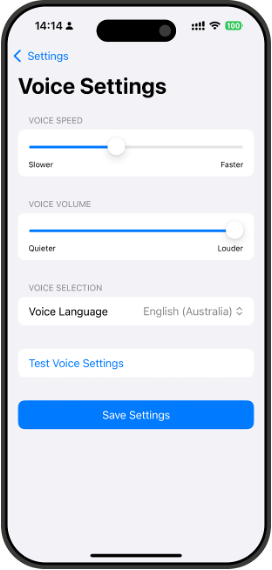 14:14
100
Settings
Voice Settings
VOICE SPEED
Slower Faster
VOICE VOLUME
Quieter Louder
VOICE SELECTION
Voice Language English (Australia)
Test Voice Settings
Save Settings